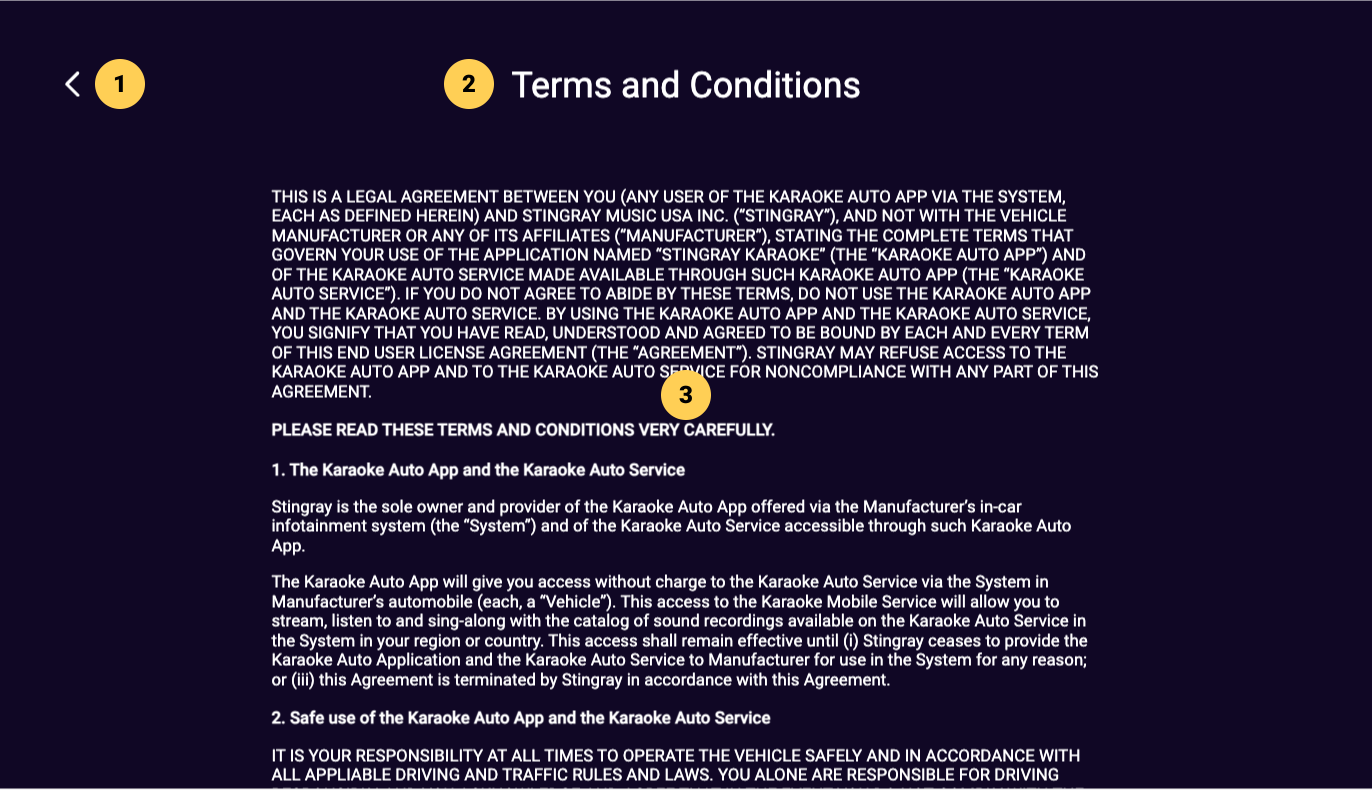 1
2 Terms and Conditions
THIS IS A LEGAL AGREEMENT BETWEEN YOU (ANY USER OF THE KARAOKE AUTO APP VIA THE SYSTEM,
EACH AS DEFINED HEREIN) AND STINGRAY MUSIC USA INC. (“STINGRAY”), AND NOT WITH THE VEHICLE
MANUFACTURER OR ANY OF ITS AFFILIATES (“MANUFACTURER”), STATING THE COMPLETE TERMS THAT
GOVERN YOUR USE OF THE APPLICATION NAMED “STINGRAY KARAOKE” (THE “KARAOKE AUTO APP”) AND
OF THE KARAOKE AUTO SERVICE MADE AVAILABLE THROUGH SUCH KARAOKE AUTO APP (THE “KARAOKE
AUTO SERVICE”). IF YOU DO NOT AGREE TO ABIDE BY THESE TERMS, DO NOT USE THE KARAOKE AUTO APP
AND THE KARAOKE AUTO SERVICE. BY USING THE KARAOKE AUTO APP AND THE KARAOKE AUTO SERVICE,
YOU SIGNIFY THAT YOU HAVE READ, UNDERSTOOD AND AGREED TO BE BOUND BY EACH AND EVERY TERM
OF THIS END USER LICENSE AGREEMENT (THE “AGREEMENT”). STINGRAY MAY REFUSE ACCESS TO THE
KARAOKE AUTO APP AND TO THE KARAOKE AUTO SERVICE FOR NONCOMPLIANCE WITH ANY PART OF THIS
AGREEMENT.
3
PLEASE READ THESE TERMS AND CONDITIONS VERY CAREFULLY.
1. The Karaoke Auto App and the Karaoke Auto Service
Stingray is the sole owner and provider of the Karaoke Auto App offered via the Manufacturer’s in-car
infotainment system (the “System”) and of the Karaoke Auto Service accessible through such Karaoke Auto
App.
The Karaoke Auto App will give you access without charge to the Karaoke Auto Service via the System in
Manufacturer’s automobile (each, a “Vehicle”). This access to the Karaoke Mobile Service will allow you to
stream, listen to and sing-along with the catalog of sound recordings available on the Karaoke Auto Service in
the System in your region or country. This access shall remain effective until (i) Stingray ceases to provide the
Karaoke Auto Application and the Karaoke Auto Service to Manufacturer for use in the System for any reason;
or (iii) this Agreement is terminated by Stingray in accordance with this Agreement.
2. Safe use of the Karaoke Auto App and the Karaoke Auto Service
IT IS YOUR RESPONSIBILITY AT ALL TIMES TO OPERATE THE VEHICLE SAFELY AND IN ACCORDANCE WITH
ALL APPLIABLE DRIVING AND TRAFFIC RULES AND LAWS. YOU ALONE ARE RESPONSIBLE FOR DRIVING